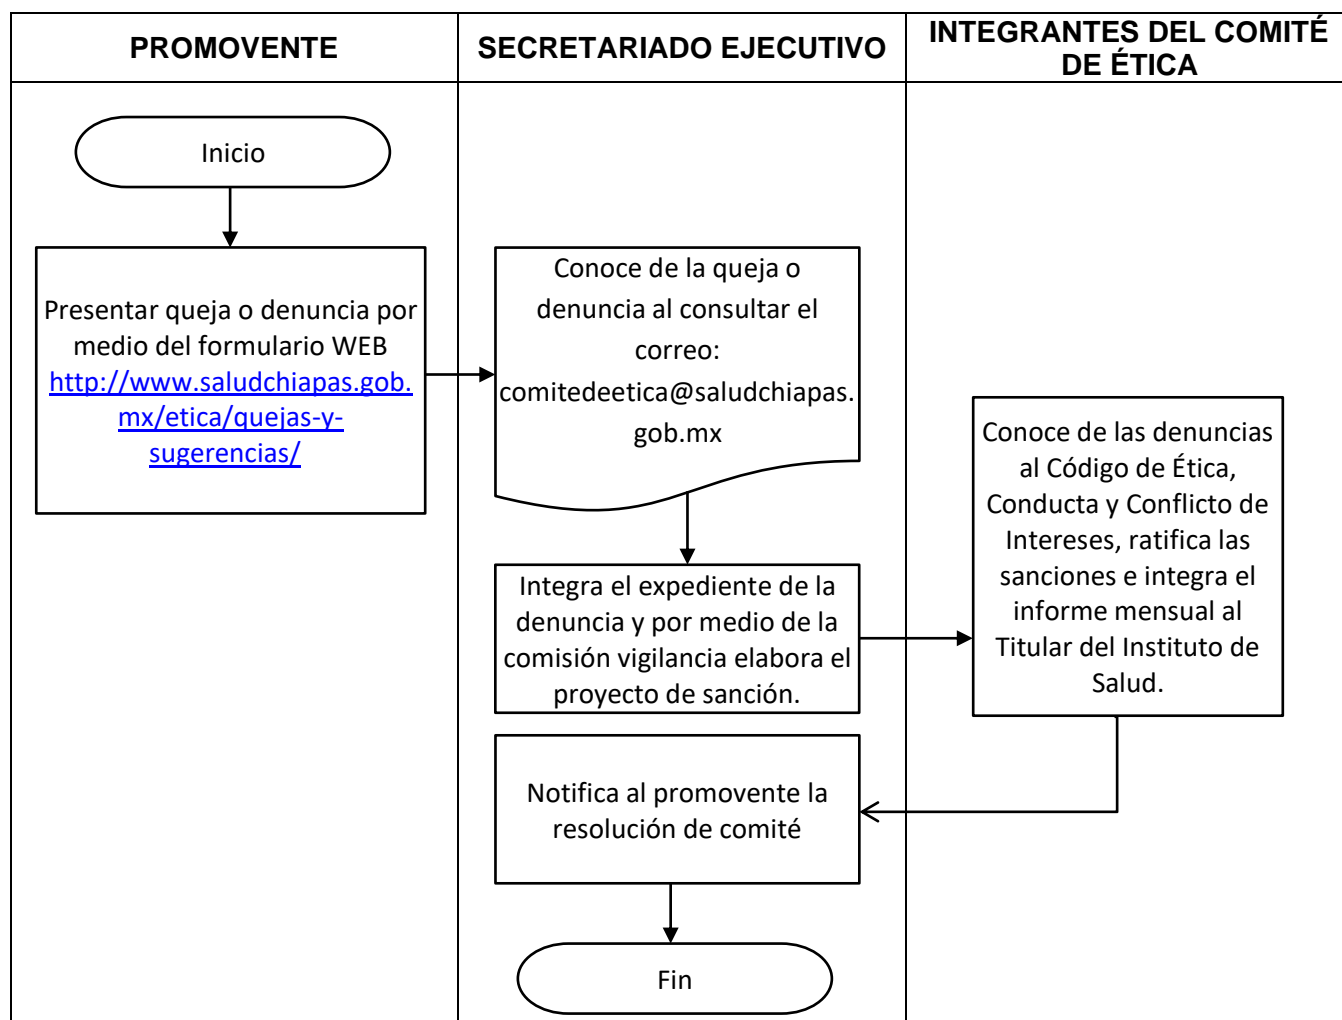 PROMOVENTE
SECRETARIADO EJECUTIVO
INTEGRANTES DEL COMITÉ
DE ÉTICA
Inicio
Presentar queja o denuncia por
medio del formulario WEB
http://www.saludchiapas.gob.
mx/etica/quejas-y-
sugerencias/
Conoce de la queja o
denuncia al consultar el
correo:
comitedeetica@saludchiapas.
gob.mx
Integra el expediente de la
denuncia y por medio de la
comisión vigilancia elabora el
proyecto de sanción.
Conoce de las denuncias
al Código de Ética,
Conducta y Conflicto de
Intereses, ratifica las
sanciones e integra el
informe mensual al
Titular del Instituto de
Salud.
Notifica al promovente la
resolución de comité
Fin